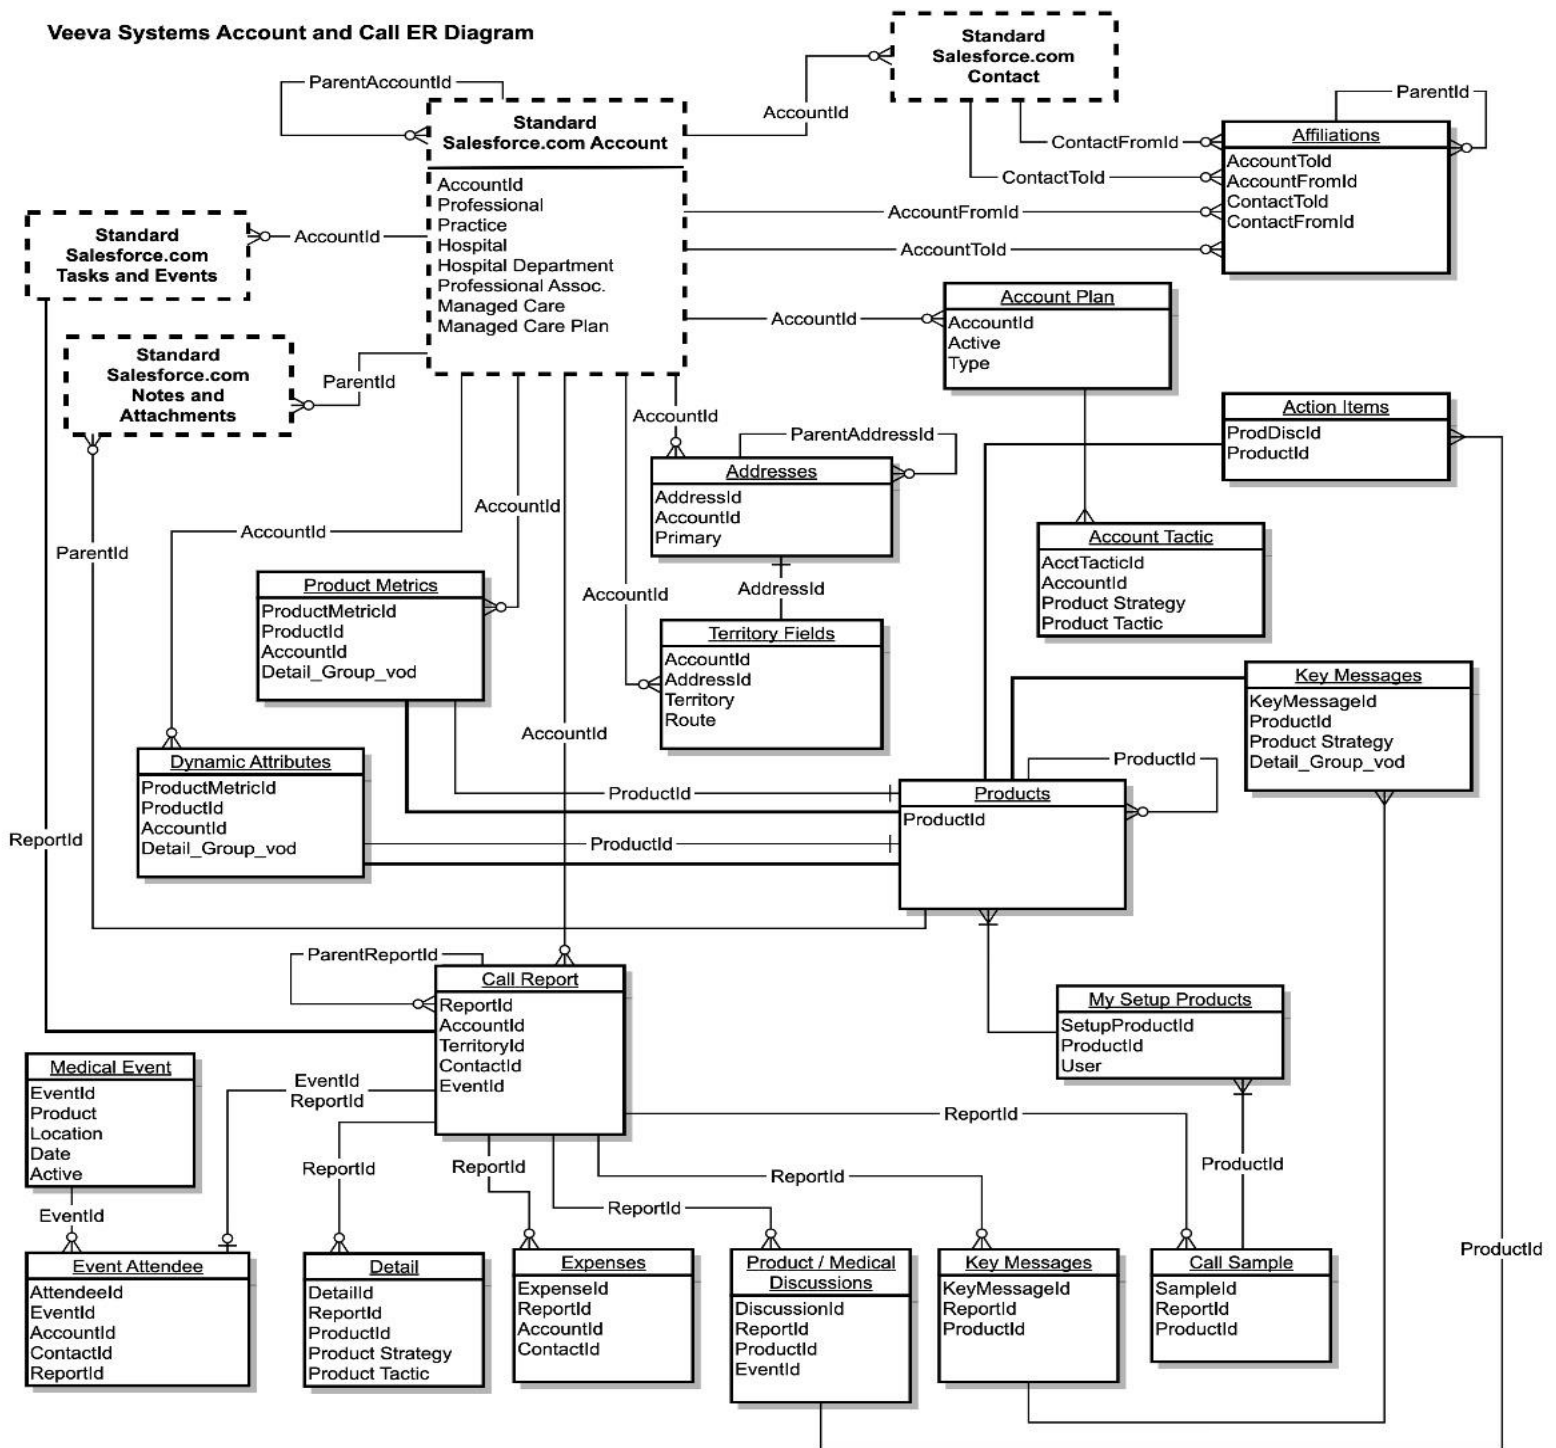 Veeva Systems Account and Call ER Diagram
Standard
Salesforce.com
Contact
ParentAccountId
AccountId
ParentId
Standard
Salesforce.com Account
AccountId
Professional
Practice
Hospital
Hospital Department
Professional Assoc.
Managed Care
Managed Care Plan
ContactFromId
ContactToId
AccountFromId
AccountToId
Affiliations
AccountToId
AccountFromId
ContactToId
ContactFromId
Standard
Salesforce.com
Tasks and Events
AccountId
Standard
Salesforce.com
Notes and
Attachments
ParentId
AccountId
Account Plan
AccountId
Active
Type
Action Items
ProdDiscId
ProductId
AccountId
ParentAddressId
Addresses
AddressId
AccountId
Primary
AccountId
AccountId
ParentId
Account Tactic
AcctTacticId
AccountId
Product Strategy
Product Tactic
Product Metrics
ProductMetricId
ProductId
AccountId
Detail_Group_vod
AddressId
AccountId
Territory Fields
AccountId
AddressId
Territory
Route
Key Messages
KeyMessageId
ProductId
Product Strategy
Detail_Group_vod
AccountId
Dynamic Attributes
ProductMetricId
ProductId
AccountId
Detail_Group_vod
ProductId
ProductId
ProductId
Products
ProductId
ReportId
ParentReportId
Call Report
ReportId
AccountId
TerritoryId
ContactId
EventId
My Setup Products
SetupProductId
ProductId
User
Medical Event
EventId
Product
Location
Date
Active
EventId
ReportId
ReportId
ReportId
ReportId
ReportId
ReportId
ProductId
EventId
ProductId
Event Attendee
AttendeeId
EventId
AccountId
ContactId
ReportId
Detail
DetailId
ReportId
ProductId
Product Strategy
Product Tactic
Expenses
ExpenseId
ReportId
AccountId
ContactId
Product / Medical
Discussions
DiscussionId
ReportId
ProductId
EventId
Key Messages
KeyMessageId
ReportId
ProductId
Call Sample
SampleId
ReportId
ProductId